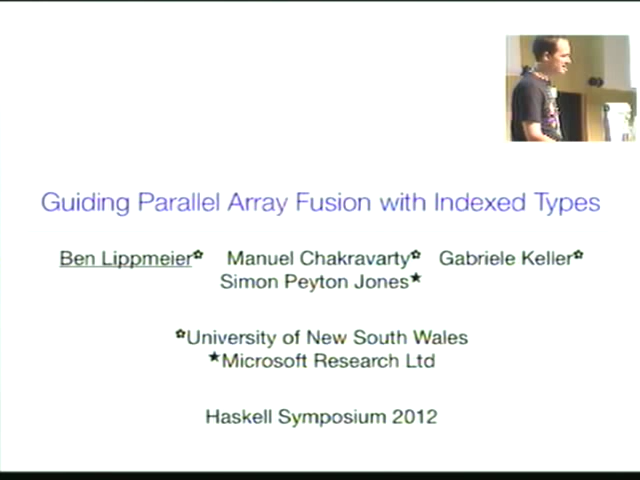 Guiding Parallel Array Fusion with Indexed Types
Ben Lippmeier✿ Manuel Chakravarty✿ Gabriele Keller✿
Simon Peyton Jones★
✿University of New South Wales
★Microsoft Research Ltd
Haskell Symposium 2012